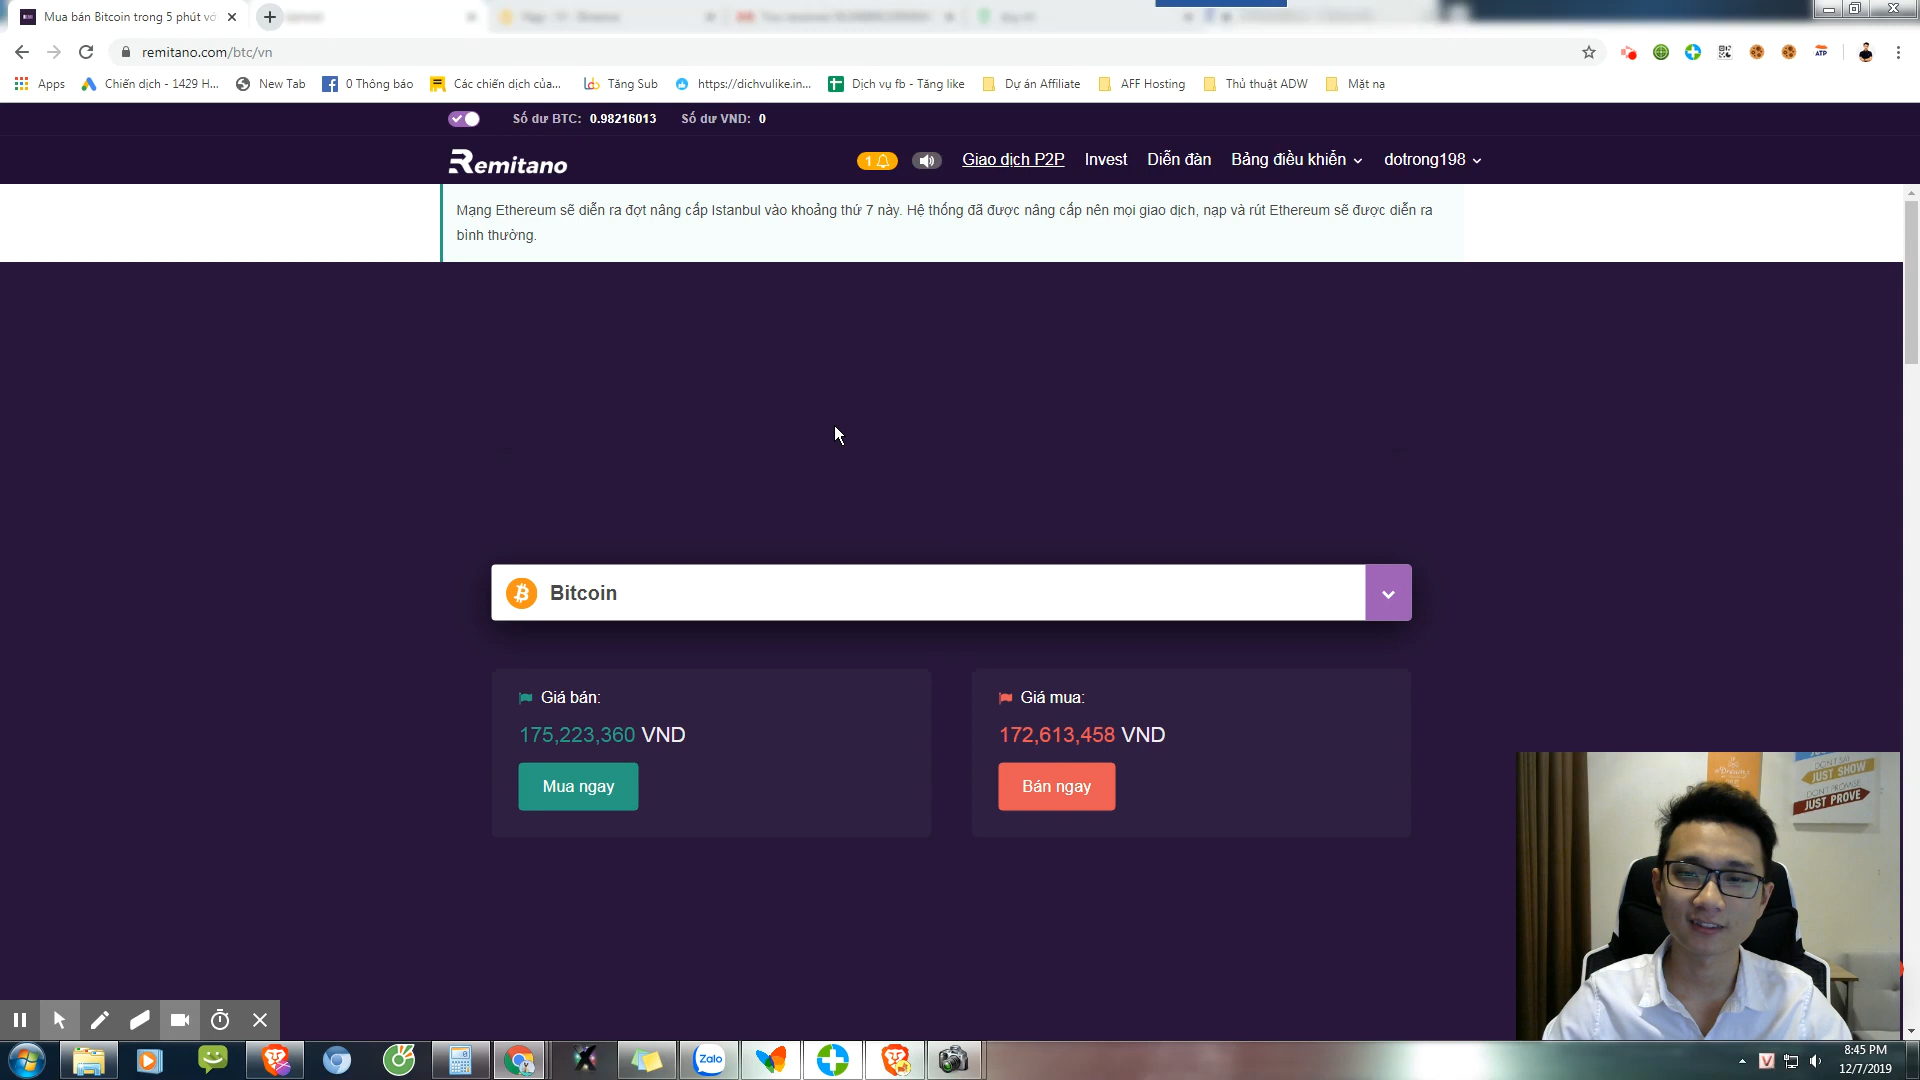 Mua bán Bitcoin trong 5 phút vớ
remitano.com/btc/vn
Apps
Chiến dịch - 1429 H...
New Tab
0 Thông báo
Các chiến dịch của...
Tăng Sub
https://dichvulike.in...
Dịch vụ fb - Tăng like
Dự án Affiliate
AFF Hosting
Thủ thuật ADW
Mặt nạ
ATP
Số dư BTC: 0.98216013 Số dư VND: 0
Remitano
1
Giao dịch P2P
Invest
Diễn đàn
Bảng điều khiển
dotrong198
Mạng Ethereum sẽ diễn ra đợt nâng cấp Istanbul vào khoảng thứ 7 này. Hệ thống đã được nâng cấp nên mọi giao dịch, nạp và rút Ethereum sẽ được diễn ra
bình thường.
Bitcoin
Giá bán:
175,223,360 VND
Mua ngay
Giá mua:
172,613,458 VND
Bán ngay
DON'T SAY
JUST SHOW
DON'T PROMISE
JUST PROVE
Zalo
8:45 PM
12/7/2019